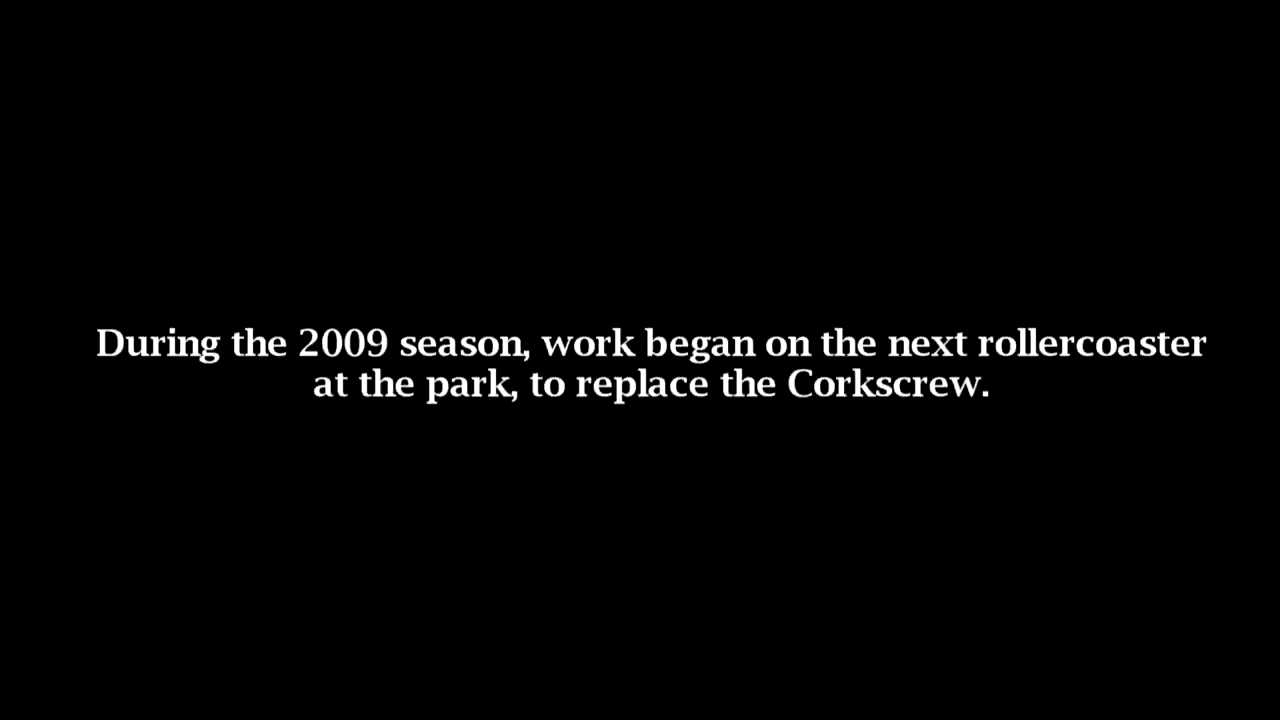 During the 2009 season, work began on the next rollercoaster
at the park, to replace the Corkscrew.